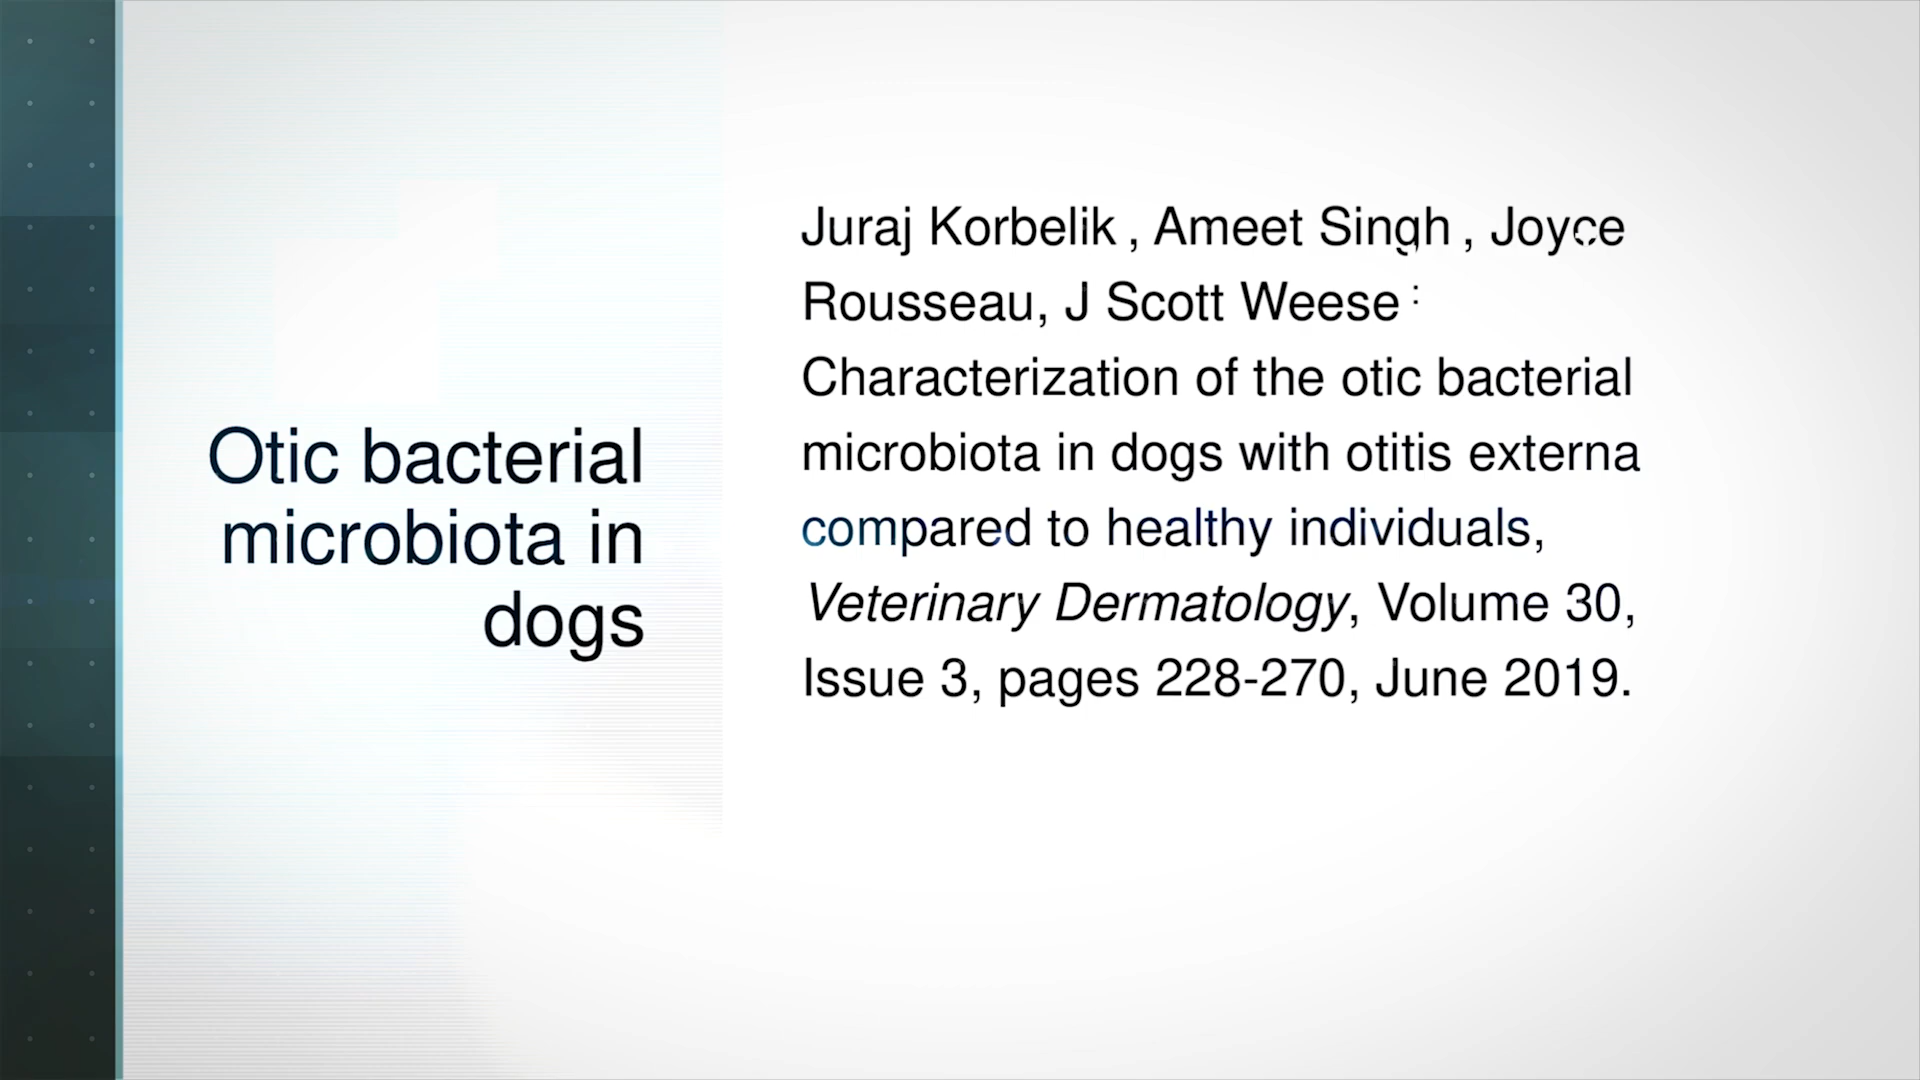 Otic bacterial
microbiota in
dogs
Juraj Korbelik , Ameet Singh , Joyce
Rousseau, J Scott Weese :
Characterization of the otic bacterial
microbiota in dogs with otitis externa
compared to healthy individuals,
Veterinary Dermatology, Volume 30,
Issue 3, pages 228-270, June 2019.